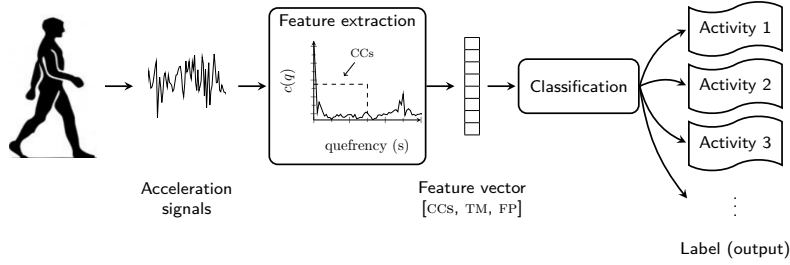 Feature extraction
CCs
c(q)
quefrency (s)
Classification
Activity 1
Activity 2
Activity 3
⋮
Acceleration
signals
Feature vector
[CCs, TM, FP]
Label (output)